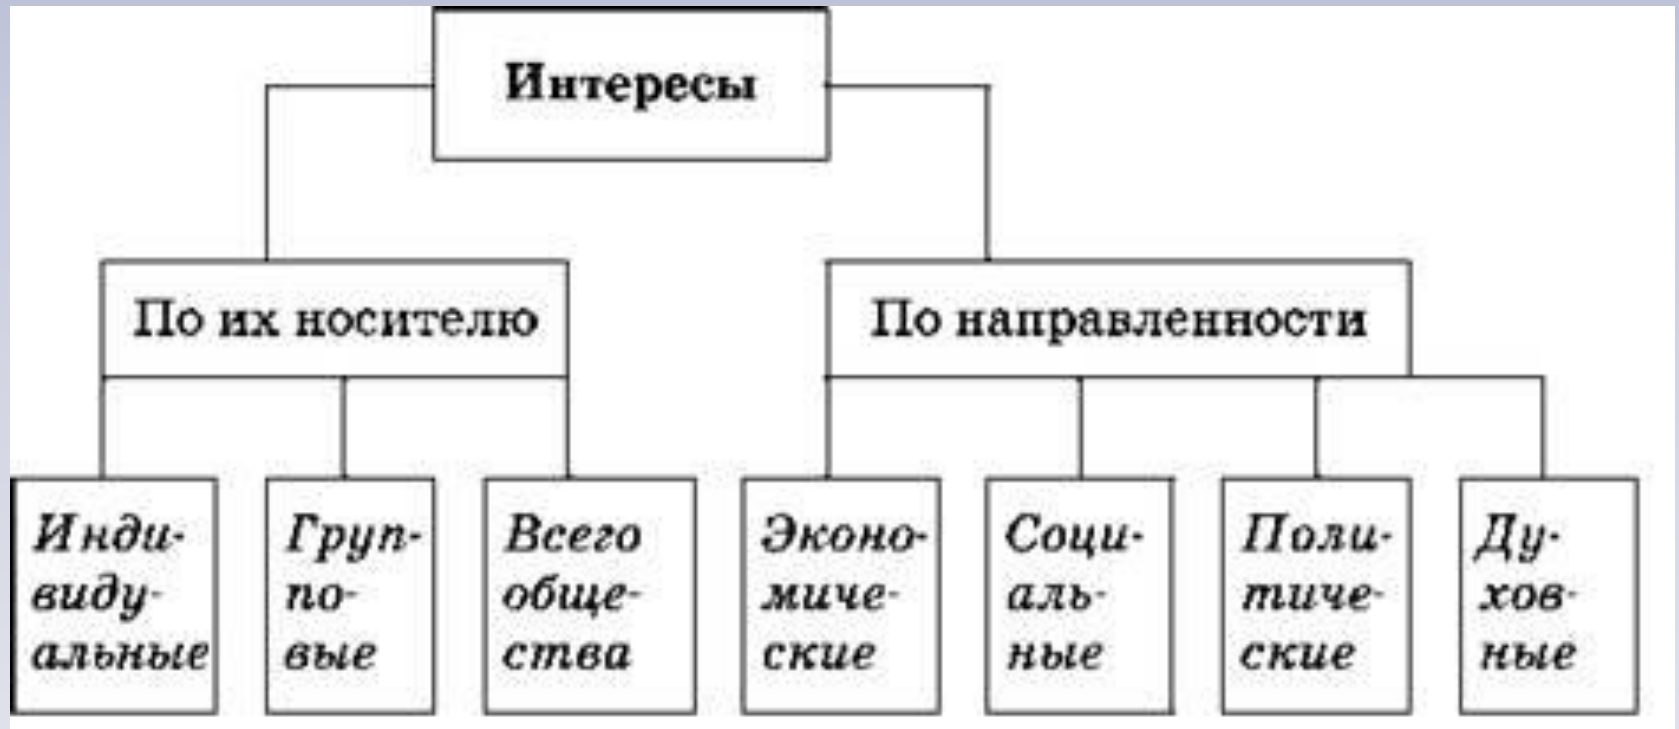 Интересы
По их носителю
По направленности
Инди-
виду-
альные
Груп-
по-
вые
Всего
обще-
ства
Эконо-
миче-
ские
Соци-
аль-
ные
Поли-
тиче-
ские
Ду-
хов-
ные